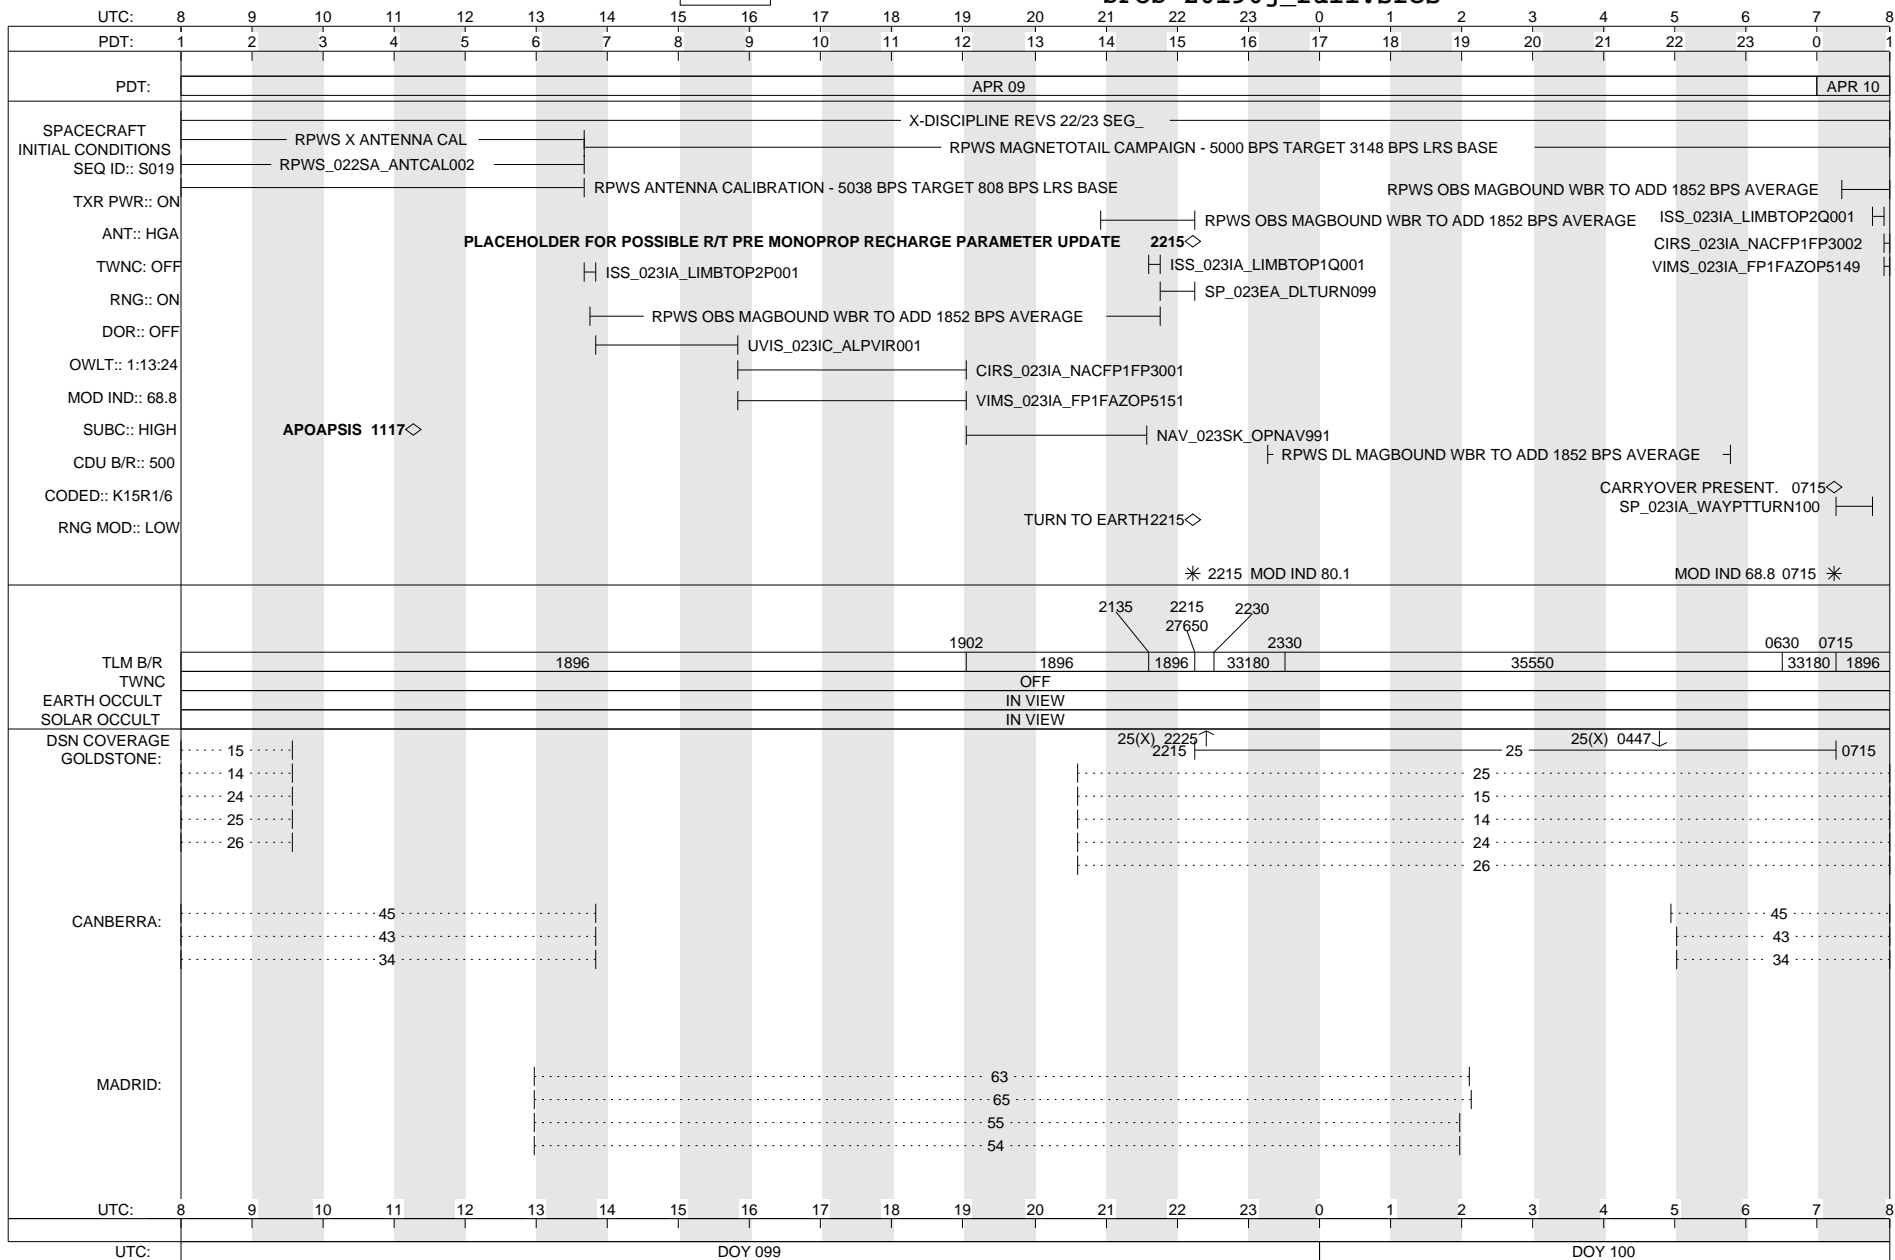 UTC: 8 9 10 11 12 13 14 15 16 17 18 19 20 21 22 23 0 1 2 3 4 5 6 7 8
PDT: 1 2 3 4 5 6 7 8 9 10 11 12 13 14 15 16 17 18 19 20 21 22 23 0 1
PDT: APR 09 APR 10
SPACECRAFT
INITIAL CONDITIONS
SEQ ID:: S019
TXR PWR:: ON
ANT:: HGA
TWNC: OFF
RNG:: ON
DOR:: OFF
OWLT:: 1:13:24
MOD IND:: 68.8
SUBC:: HIGH
CDU B/R:: 500
CODED:: K15R1/6
RNG MOD:: LOW
X-DISCIPLINE REVS 22/23 SEG_
RPWS X ANTENNA CAL
RPWS MAGNETOTAIL CAMPAIGN - 5000 BPS TARGET 3148 BPS LRS BASE
RPWS_022SA_ANTCAL002
RPWS ANTENNA CALIBRATION - 5038 BPS TARGET 808 BPS LRS BASE
RPWS OBS MAGBOUND WBR TO ADD 1852 BPS AVERAGE
RPWS OBS MAGBOUND WBR TO ADD 1852 BPS AVERAGE
ISS_023IA_LIMBTOP2Q001
PLACEHOLDER FOR POSSIBLE R/T PRE MONOPROP RECHARGE PARAMETER UPDATE 2215
CIRS_023IA_NACFP1FP3002
ISS_023IA_LIMBTOP2P001
ISS_023IA_LIMBTOP1Q001
VIMS_023IA_FP1FAZOP5149
SP_023EA_DLTURN099
RPWS OBS MAGBOUND WBR TO ADD 1852 BPS AVERAGE
UVIS_023IC_ALPVIR001
CIRS_023IA_NACFP1FP3001
VIMS_023IA_FP1FAZOP5151
APOAPSIS 1117
NAV_023SK_OPNAV991
RPWS DL MAGBOUND WBR TO ADD 1852 BPS AVERAGE
CARRYOVER PRESENT. 0715
SP_023IA_WAYPTTURN100
TURN TO EARTH2215
2215 MOD IND 80.1
MOD IND 68.8 0715
2135 2215 2230
27650
1902 2330 0630 0715
TLM B/R 1896 1896 1896 33180 35550 33180 1896
TWNC OFF
EARTH OCCULT IN VIEW
SOLAR OCCULT IN VIEW
DSN COVERAGE
GOLDSTONE:
25(X) 2225
25(X) 0447
15 2215 25 0715
14 25
24 15
25 14
26 24
26
CANBERRA:
45 45
43 43
34 34
MADRID:
63
65
55
54
UTC: 8 9 10 11 12 13 14 15 16 17 18 19 20 21 22 23 0 1 2 3 4 5 6 7 8
UTC: DOY 099 DOY 100